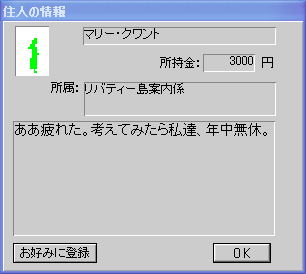 住人の情報
マリー・クワント
所持金: 3000 円
所属: リバティー島案内係
ああ疲れた。考えてみたら私達、年中無休。
お好みに登録 OK